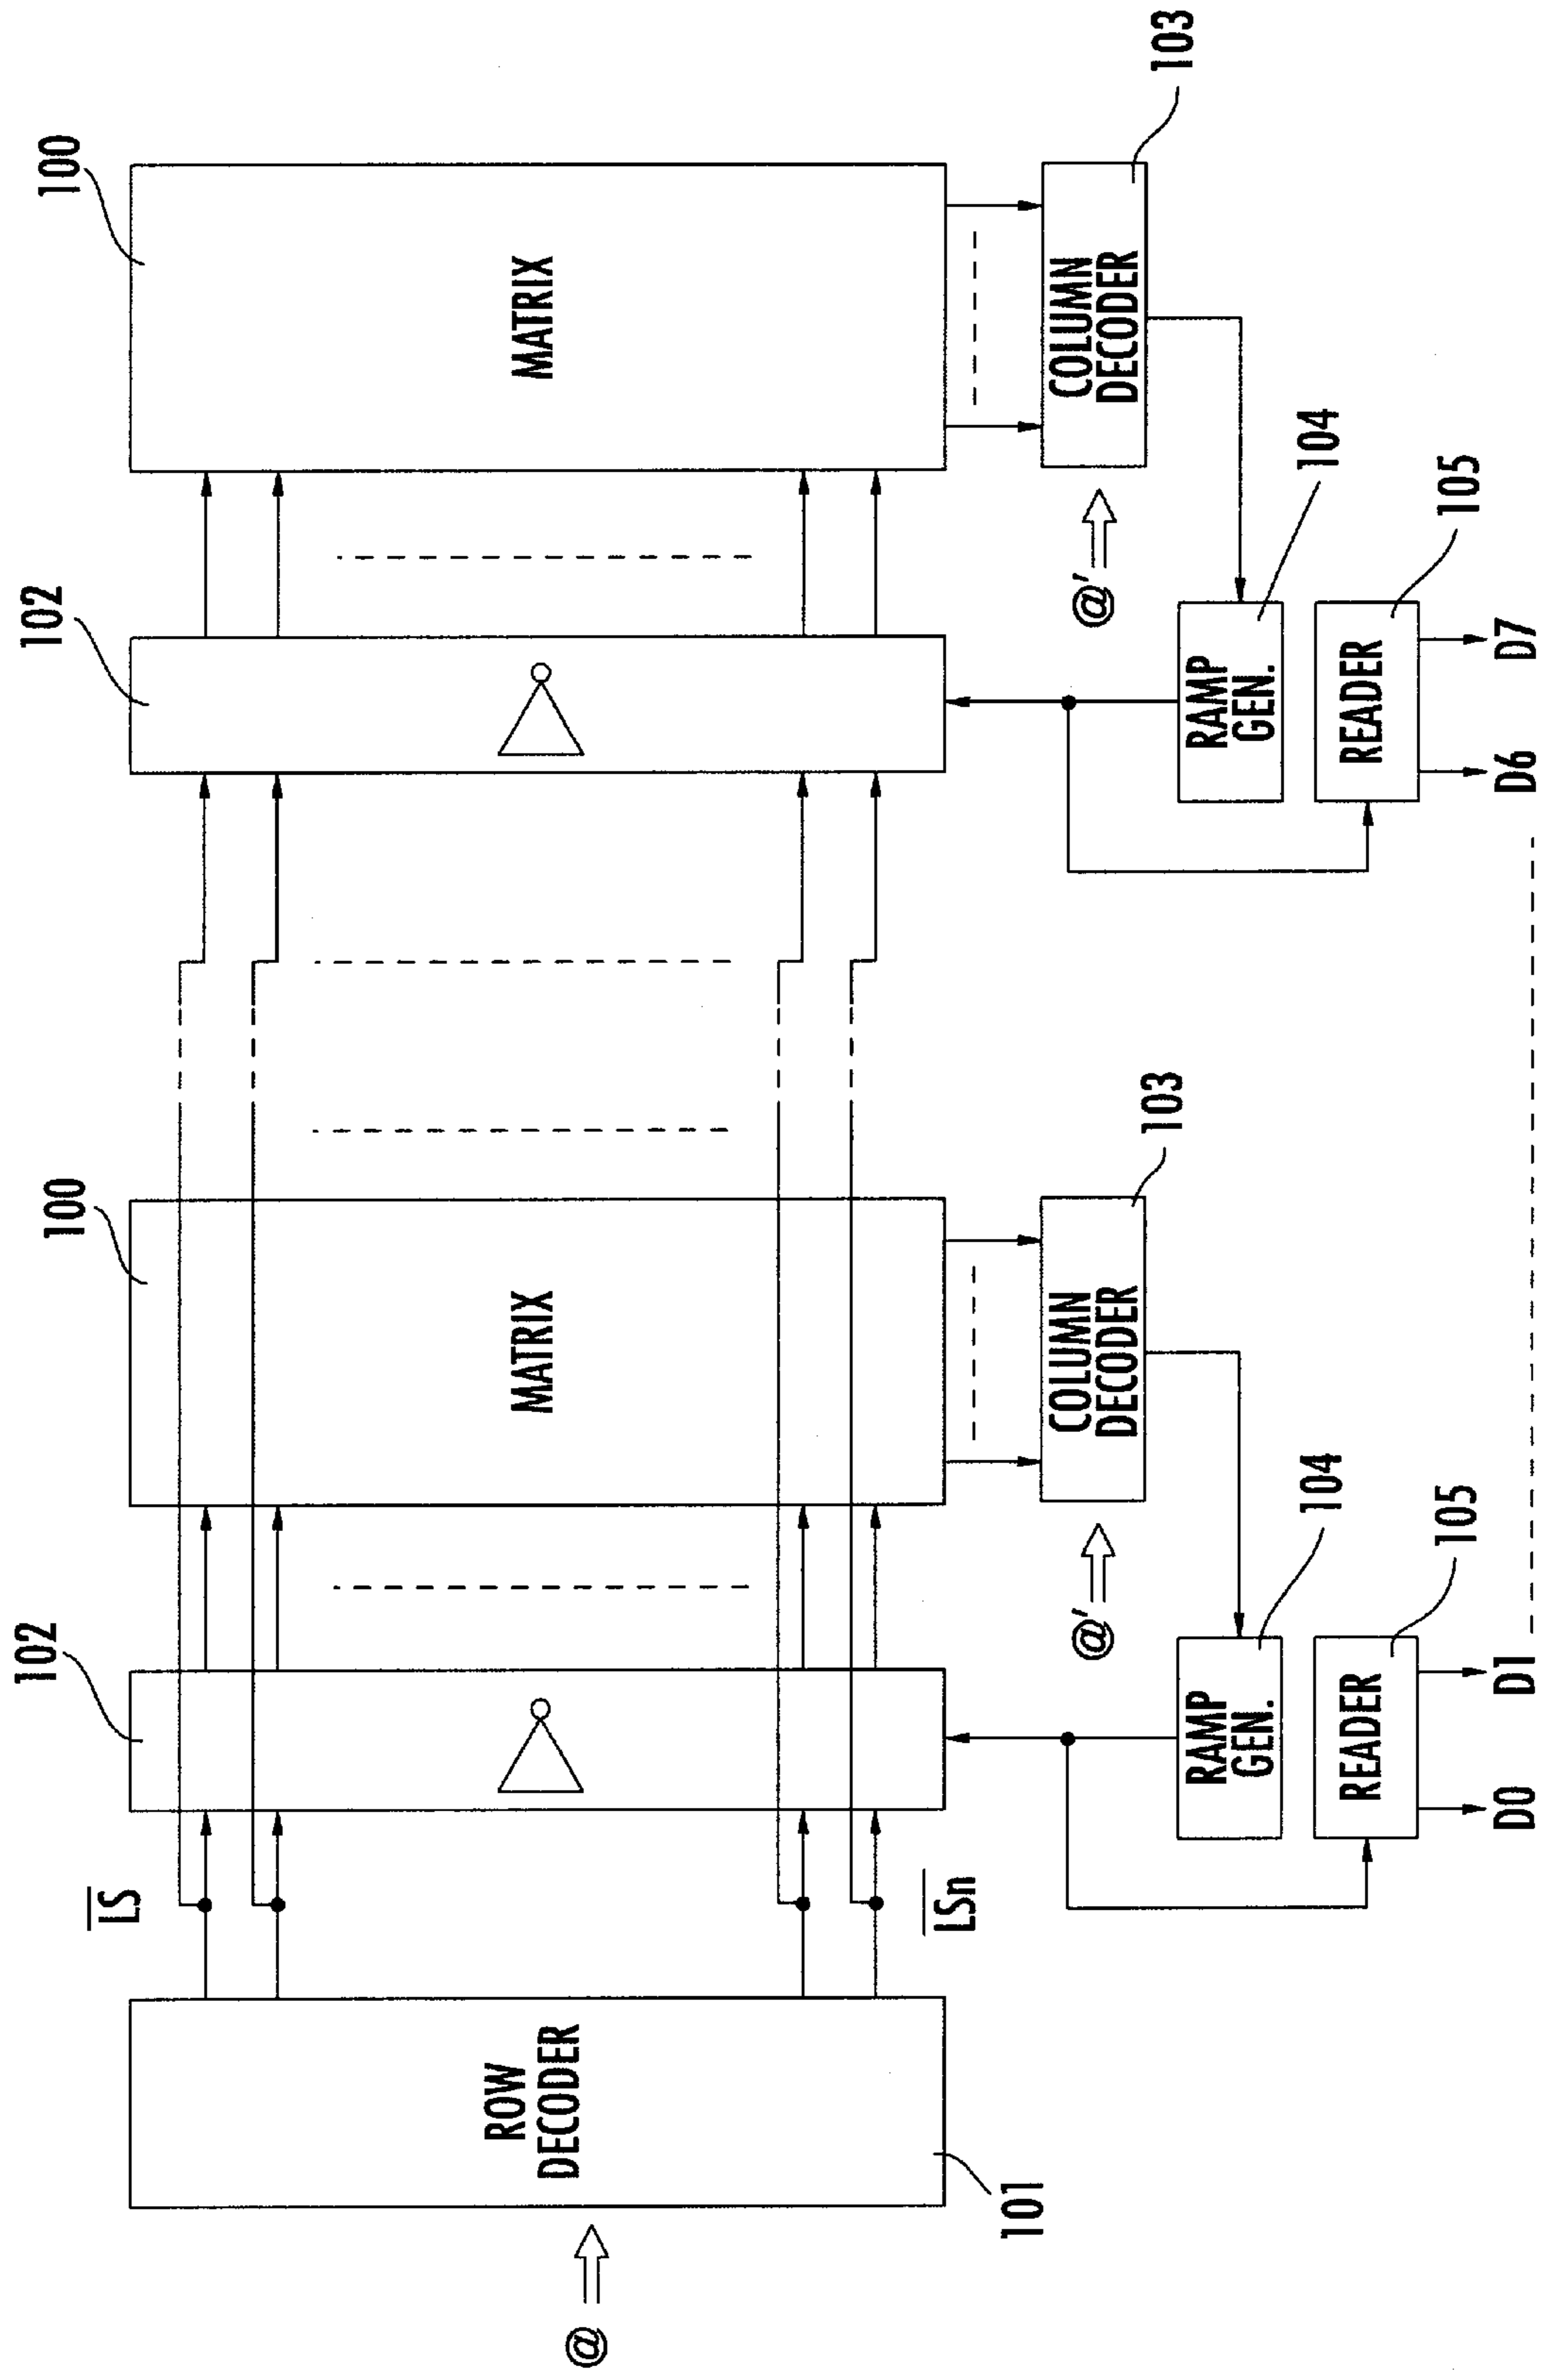 102
100
102
100
LS
@
ROW
DECODER
MATRIX
MATRIX
LSn
101
@'
COLUMN
DECODER
103
@'
COLUMN
DECODER
103
RAMP
GEN.
104
RAMP
GEN.
104
READER
105
READER
105
D0
D1
D6
D7